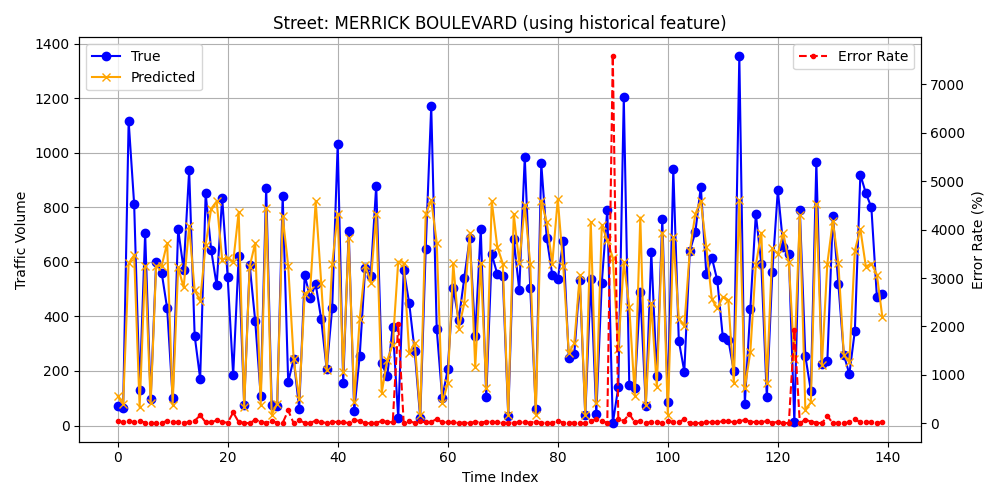 Street: MERRICK BOULEVARD (using historical feature)
True
Predicted
Error Rate
Traffic Volume
1400
1200
1000
800
600
400
200
0
7000
6000
5000
4000
3000
2000
1000
0
Error Rate (%)
0 20 40 60 80 100 120 140
Time Index